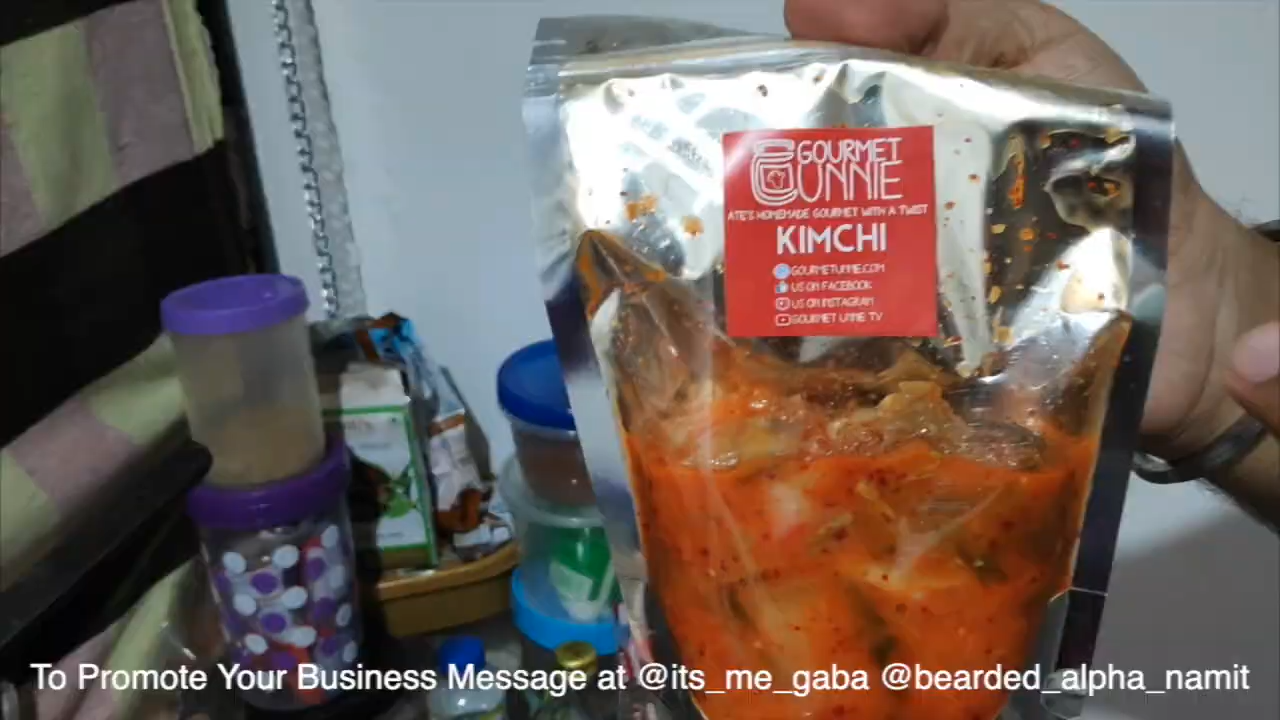 GOURMET
UNNIE
ATE'S HOMEMADE GOURMET WITH A TWIST
KIMCHI
GOURMETUNNIE.COM
US ON FACEBOOK
US ON INSTAGRAM
GOURMET UNNIE TV
To Promote Your Business Message at @its_me_gaba @bearded_alpha_namit